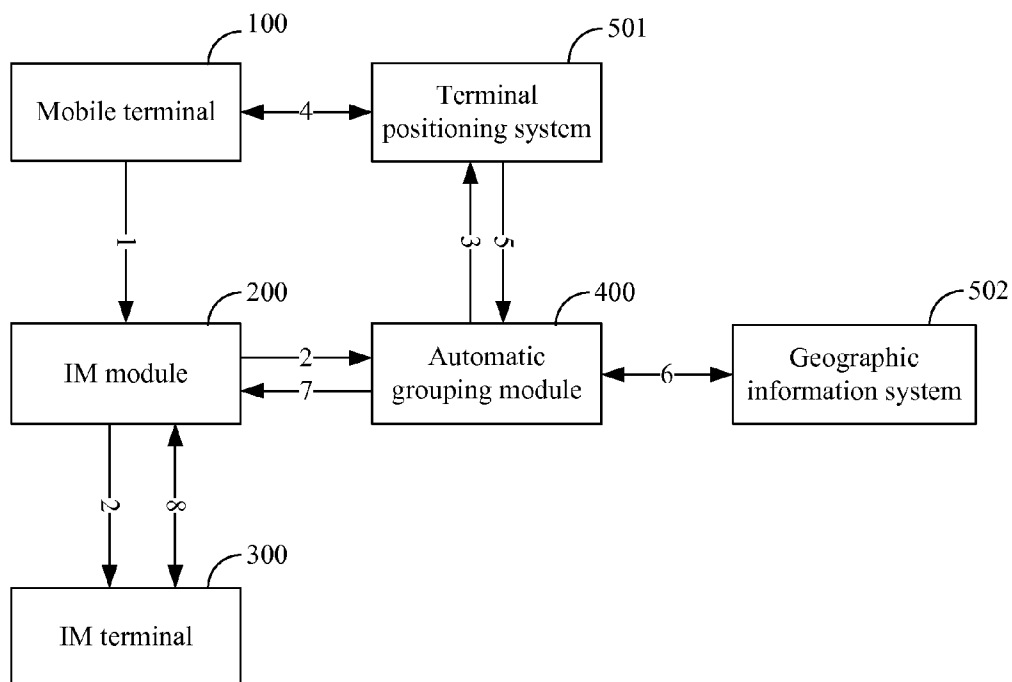 100
501
Mobile terminal
4
Terminal
positioning system
1
3
5
200
400
502
IM module
2
7
Automatic
grouping module
6
Geographic
information system
2
8
300
IM terminal